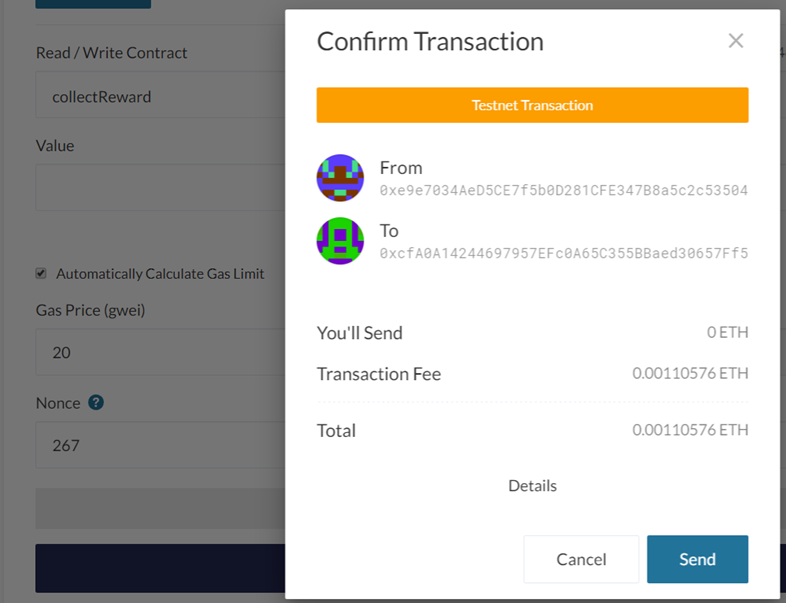 Read / Write Contract
collectReward
Value
Automatically Calculate Gas Limit
Gas Price (gwei)
20
Nonce ?
267
Confirm Transaction
Testnet Transaction
From
0xe9e7034AeD5CE7f5b0D281CFE347B8a5c2c53504
To
0xcfA0A14244697957EFc0A65C355BBaed30657Ff5
You'll Send 0 ETH
Transaction Fee 0.00110576 ETH
Total 0.00110576 ETH
Details
Cancel Send